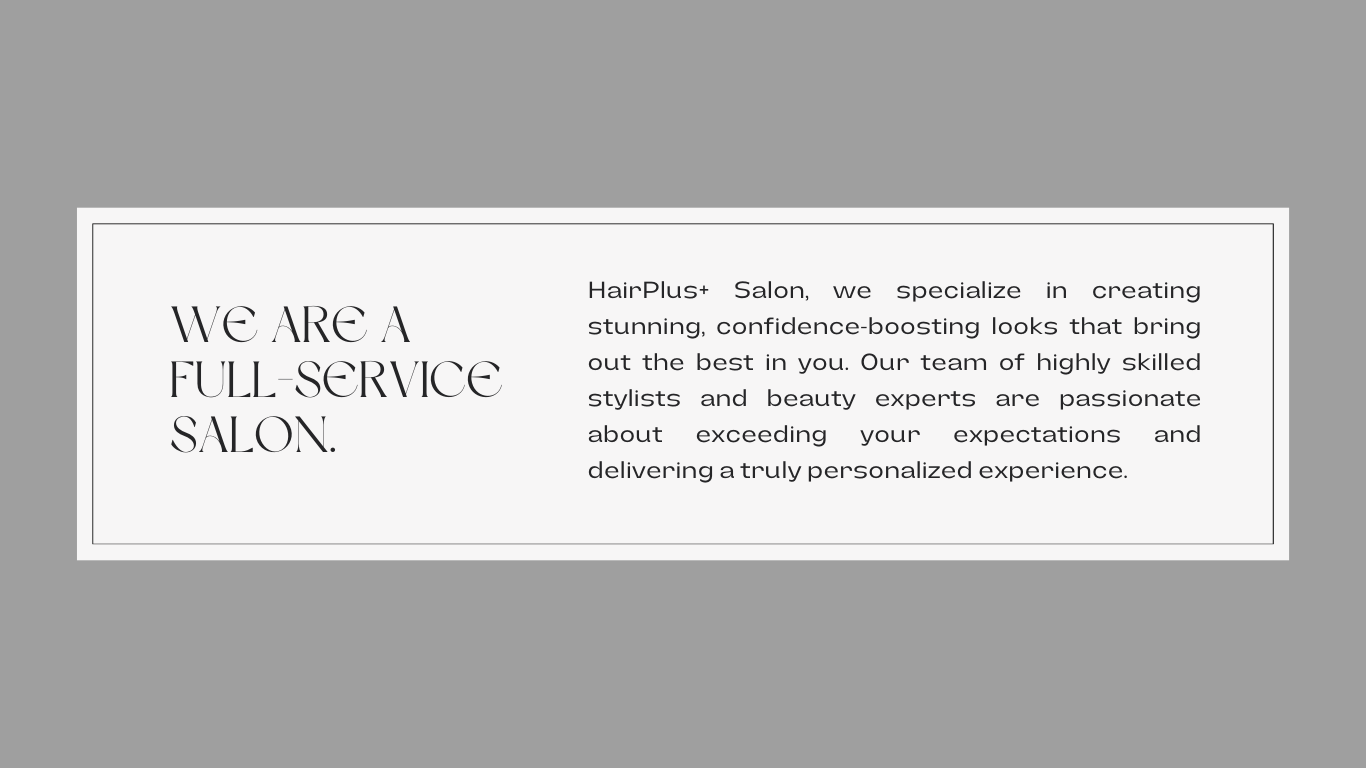 WE ARE A
FULL-SERVICE
SALON.
HairPlus+ Salon, we specialize in creating
stunning, confidence-boosting looks that bring
out the best in you. Our team of highly skilled
stylists and beauty experts are passionate
about exceeding your expectations and
delivering a truly personalized experience.